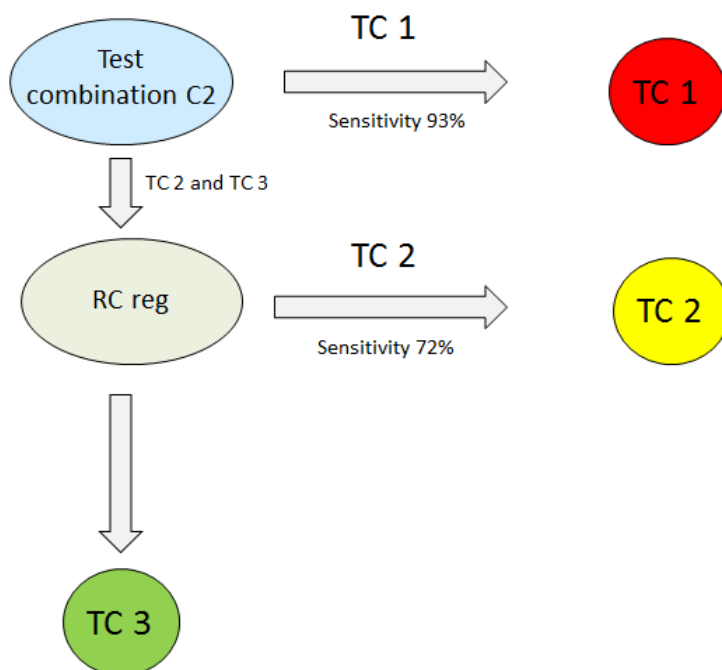 Test
combination C2
TC 1
Sensitivity 93%
TC 1
TC 2 and TC 3
RC reg
TC 2
Sensitivity 72%
TC 2
TC 3